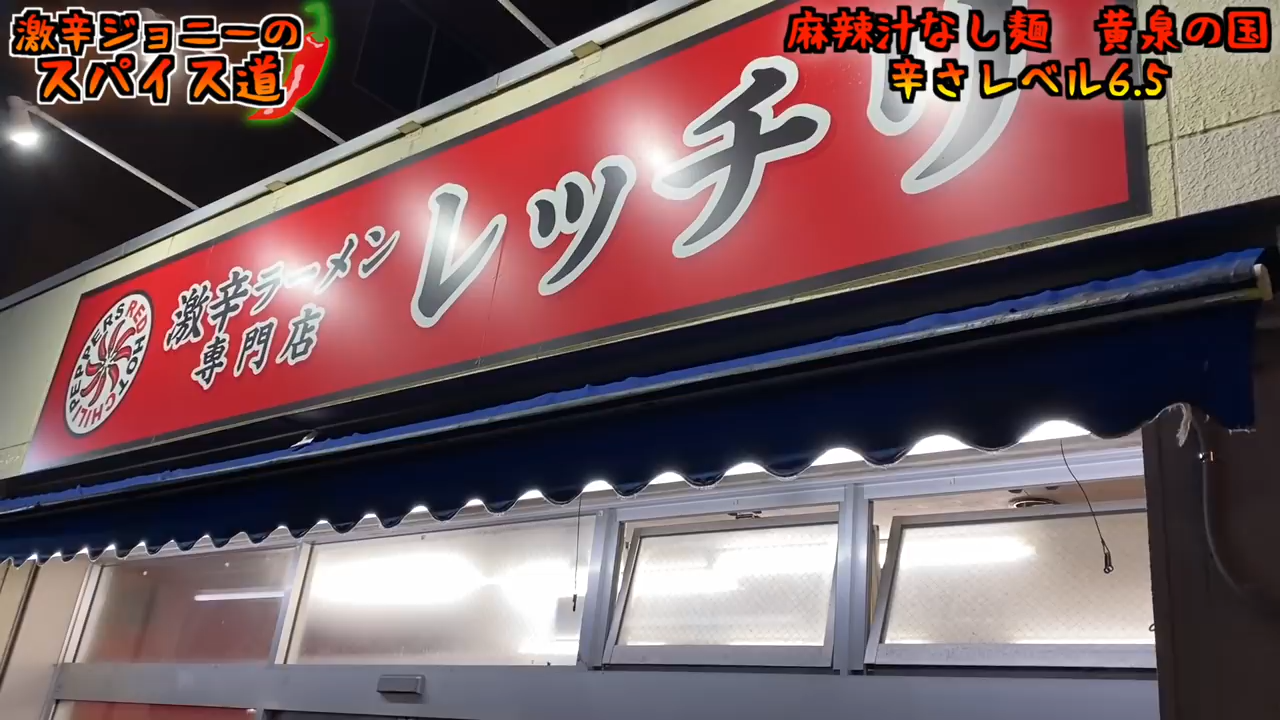 激辛ジョニーの
スパイス道
麻辣汁なし麺 黄泉の国
辛さレベル6.5
激辛ラーメン
専門店
レッチリ
RED HOT CHILI PEPPERS